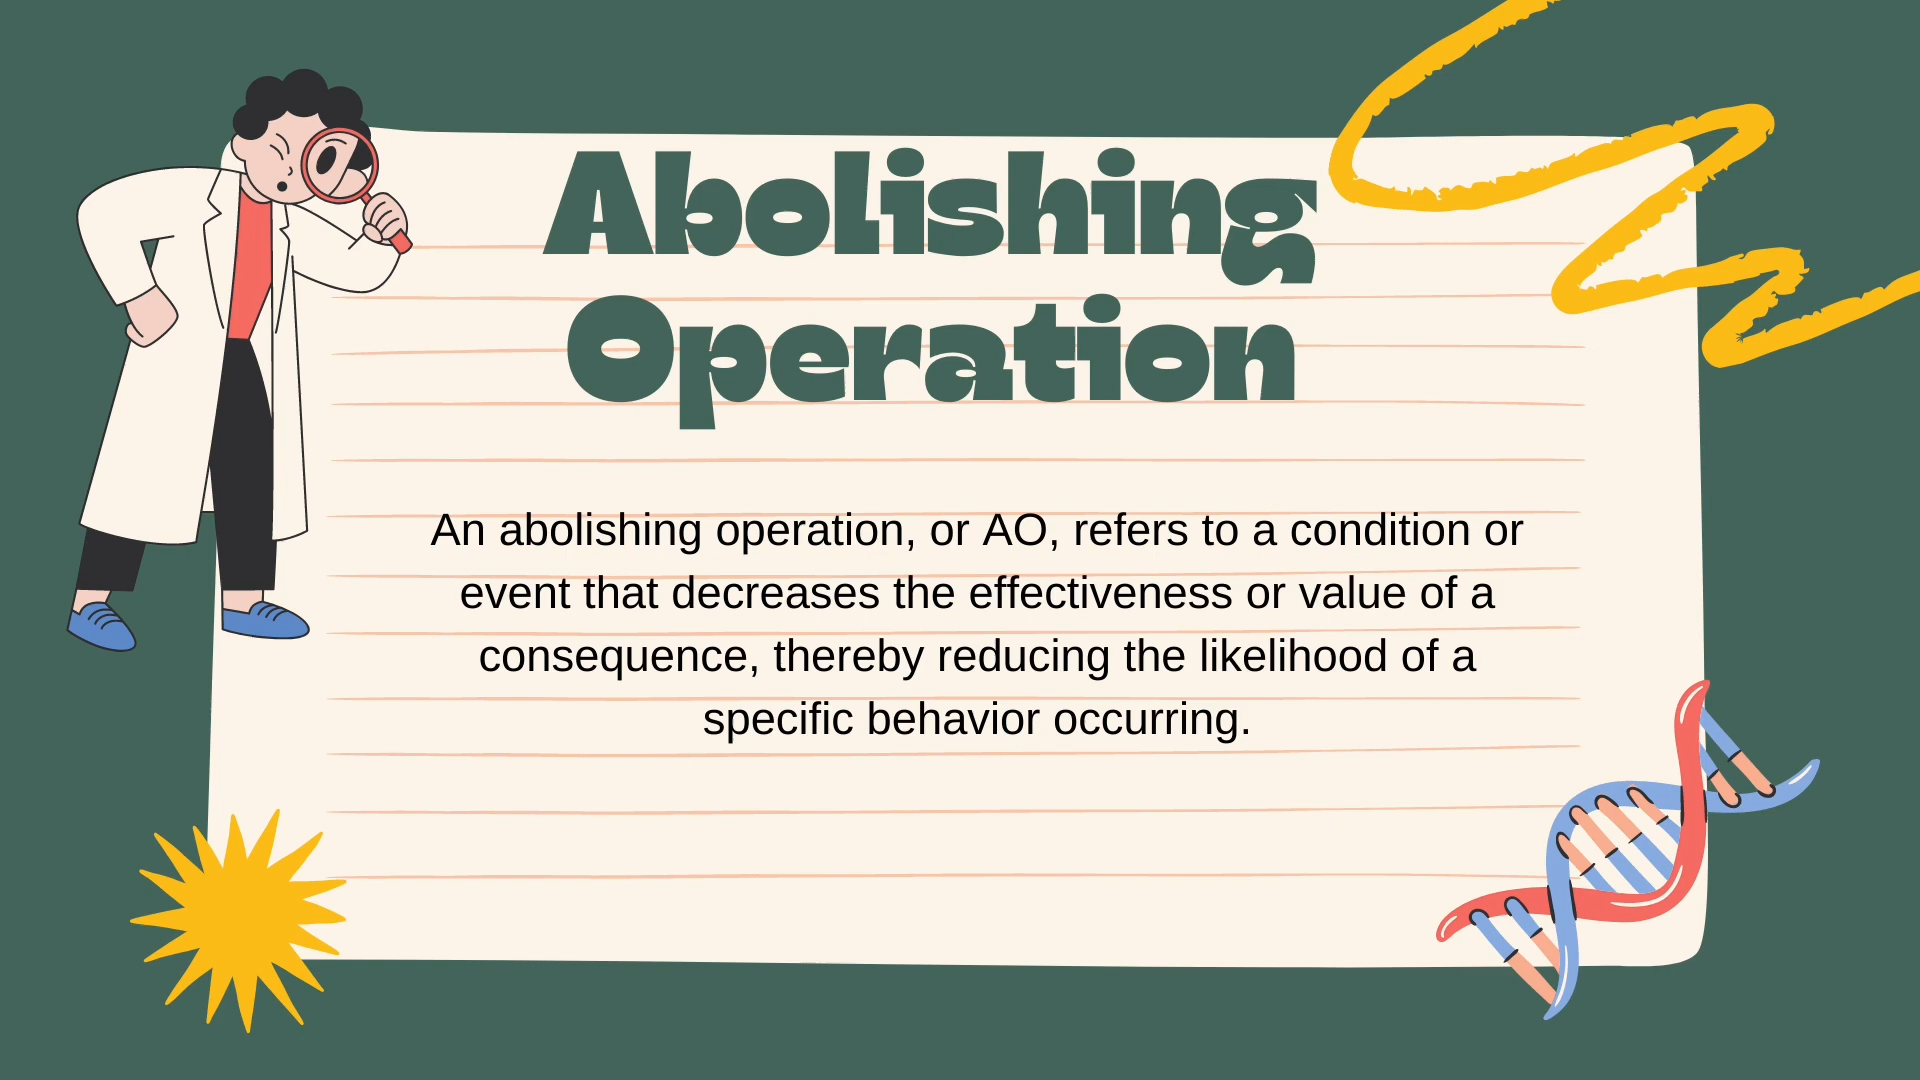 Abolishing
Operation
An abolishing operation, or AO, refers to a condition or
event that decreases the effectiveness or value of a
consequence, thereby reducing the likelihood of a
specific behavior occurring.